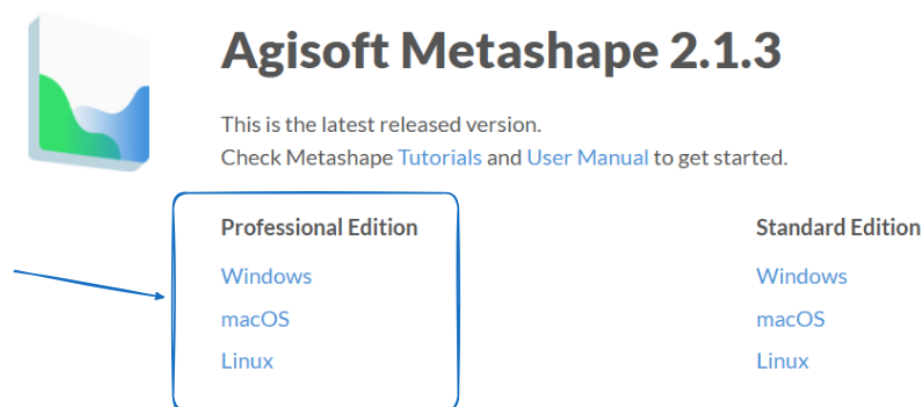 Agisoft Metashape 2.1.3
This is the latest released version.
Check Metashape Tutorials and User Manual to get started.
Professional Edition
Windows
macOS
Linux
Standard Edition
Windows
macOS
Linux